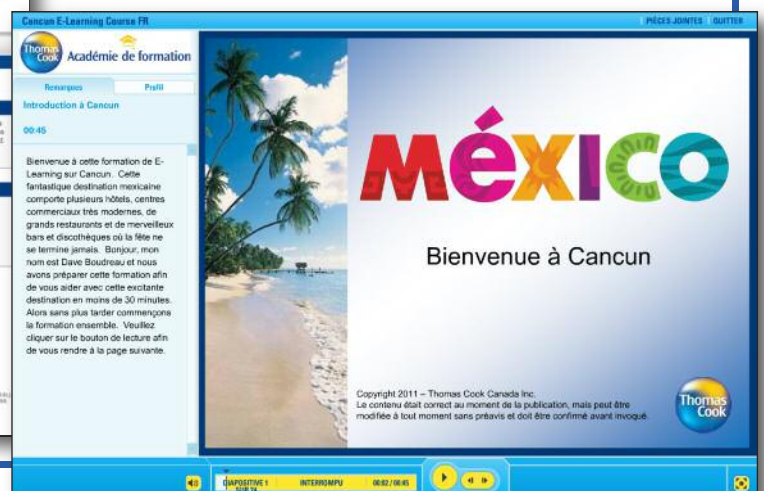 Cancun E-Learning Course FR
PIÈCES JOINTES
QUITTER
Thomas
Cook
Académie de formation
Remarques
Profil
Introduction à Cancun
00:45
Bienvenue à cette formation de E-
Learning sur Cancun. Cette
fantastique destination mexicaine
comporte plusieurs hôtels, centres
commerciaux très modernes, de
grands restaurants et de merveilleux
bars et discothèques où la fête ne
se termine jamais. Bonjour, mon
nom est Dave Boudreau et nous
avons préparer cette formation afin
de vous aider avec cette excitante
destination en moins de 30 minutes.
Alors sans plus tarder commençons
la formation ensemble. Veuillez
cliquer sur le bouton de lecture afin
de vous rendre à la page suivante.
MéXICO
Bienvenue à Cancun
Copyright 2011 – Thomas Cook Canada Inc.
Le contenu était correct au moment de la publication, mais peut être
modifiée à tout moment sans préavis et doit être confirmé avant invoqué.
Thomas
Cook
DIAPOSITIVE 1
SUR 74
INTERROMPU
00:02 / 00:45